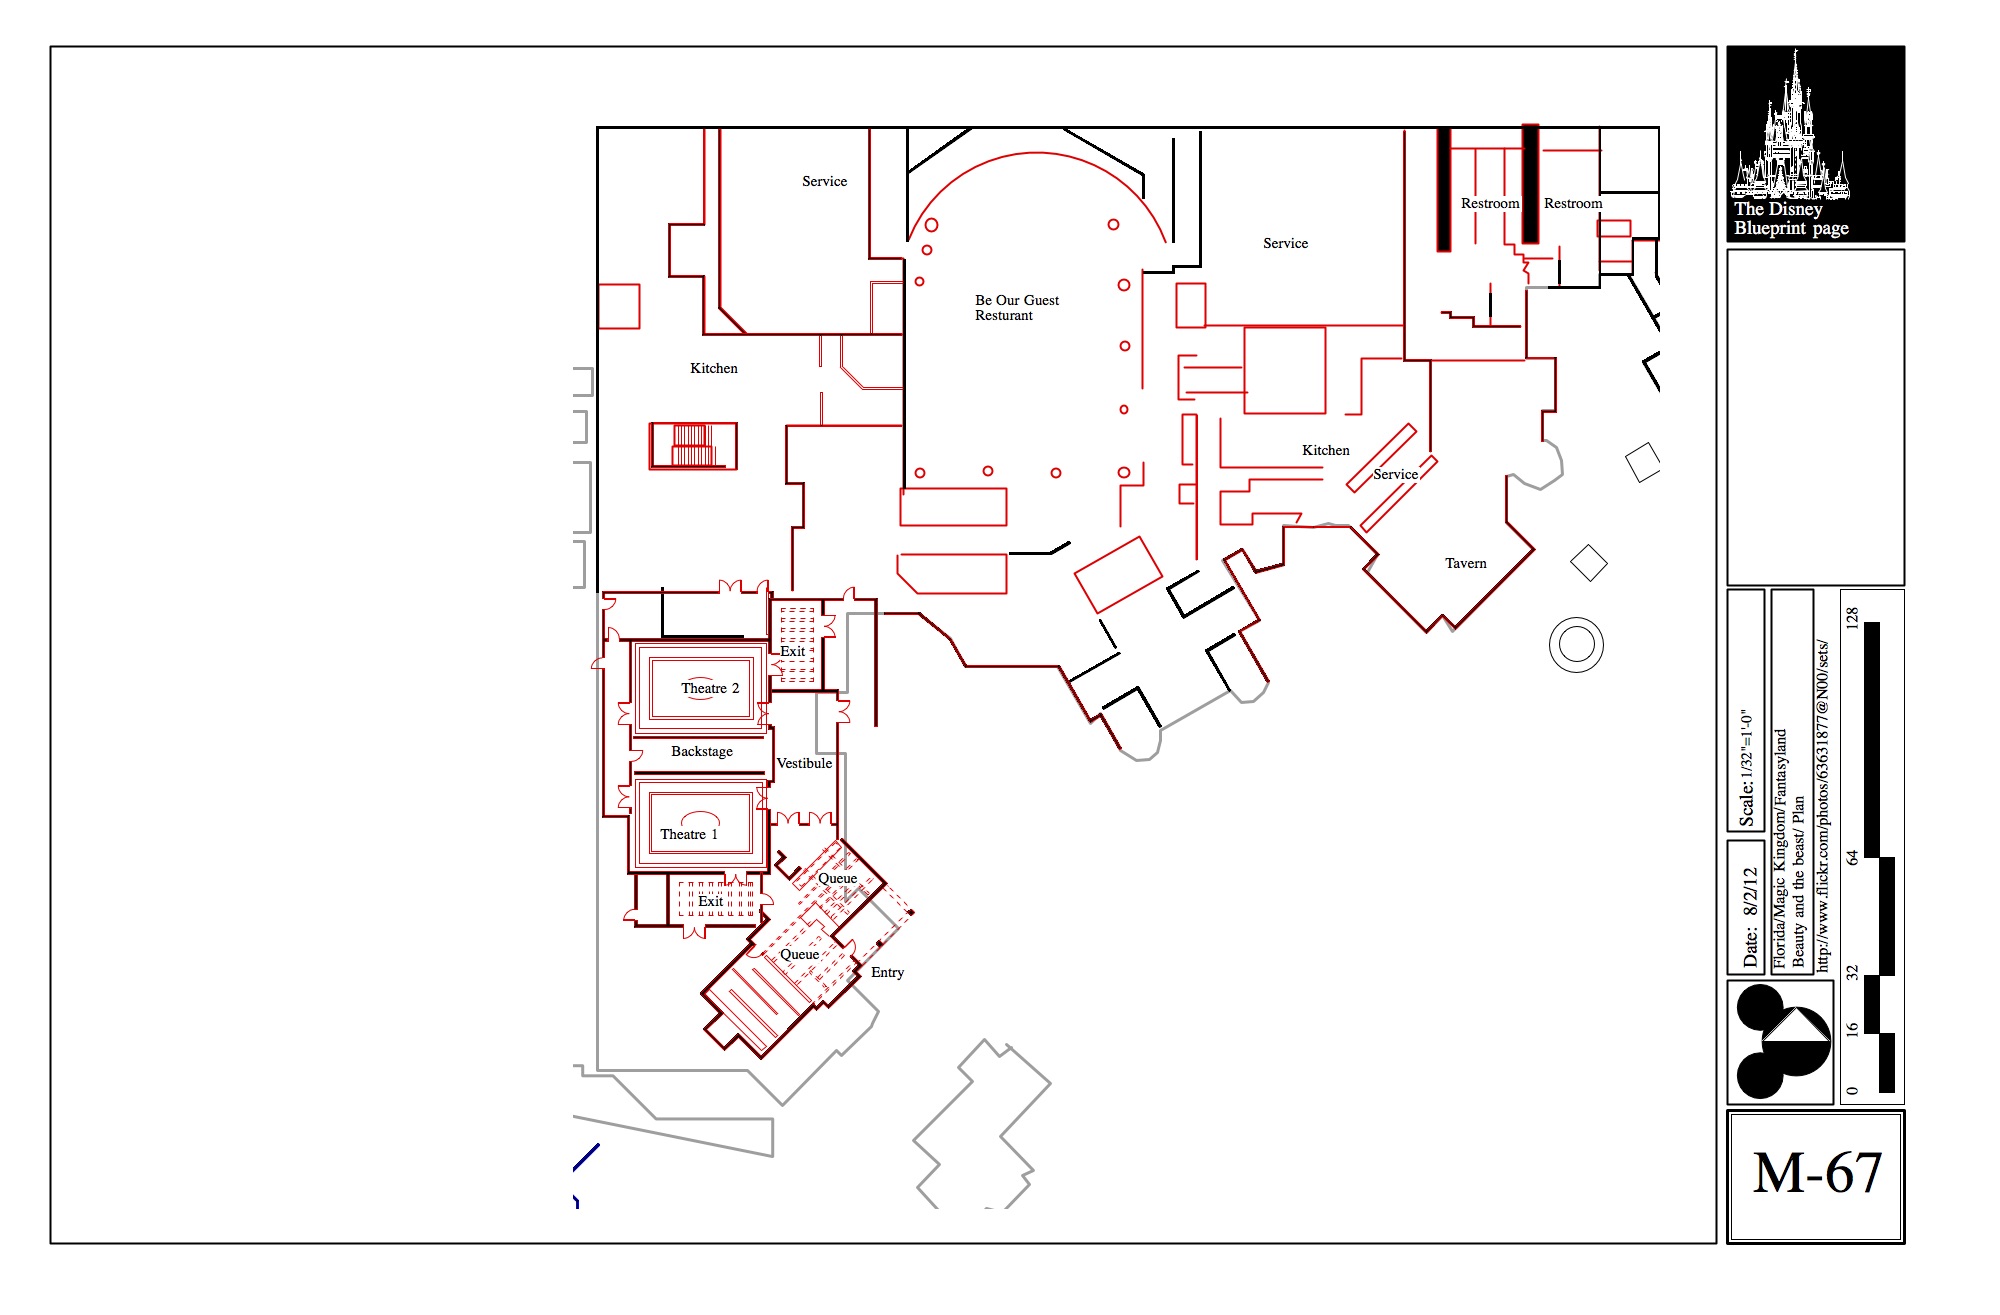 Service
Restroom
Restroom
Service
Be Our Guest
Resturant
Kitchen
Kitchen
Service
Tavern
Exit
Theatre 2
Backstage
Vestibule
Theatre 1
Queue
Exit
Queue
Entry
The Disney
Blueprint page
Scale: 1/32"=1'-0"
Date: 8/2/12
Florida/Magic Kingdom/Fantasyland
Beauty and the beast/ Plan
http://www.flickr.com/photos/63631877@N00/sets/
128
64
32
16
0
M-67